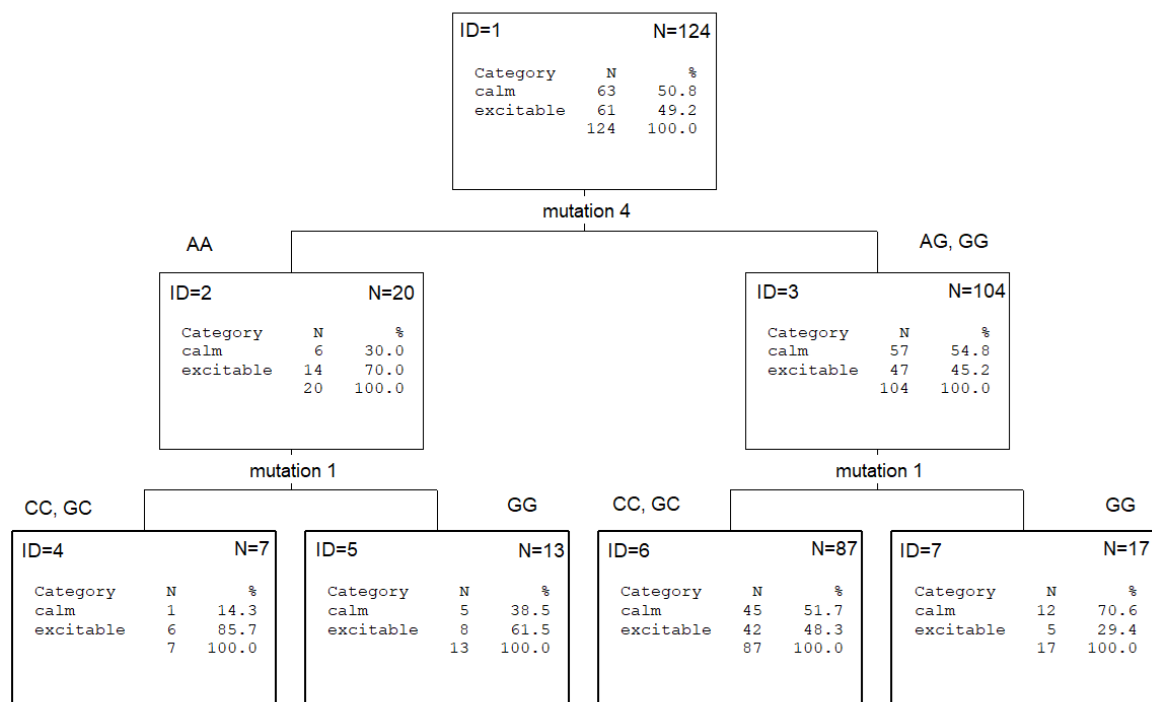 ID=1 N=124
Category N %
calm 63 50.8
excitable 61 49.2
124 100.0
mutation 4
AA
AG, GG
ID=2 N=20
Category N %
calm 6 30.0
excitable 14 70.0
20 100.0
ID=3 N=104
Category N %
calm 57 54.8
excitable 47 45.2
104 100.0
mutation 1
mutation 1
CC, GC
GG
CC, GC
GG
ID=4 N=7
Category N %
calm 1 14.3
excitable 6 85.7
7 100.0
ID=5 N=13
Category N %
calm 5 38.5
excitable 8 61.5
13 100.0
ID=6 N=87
Category N %
calm 45 51.7
excitable 42 48.3
87 100.0
ID=7 N=17
Category N %
calm 12 70.6
excitable 5 29.4
17 100.0